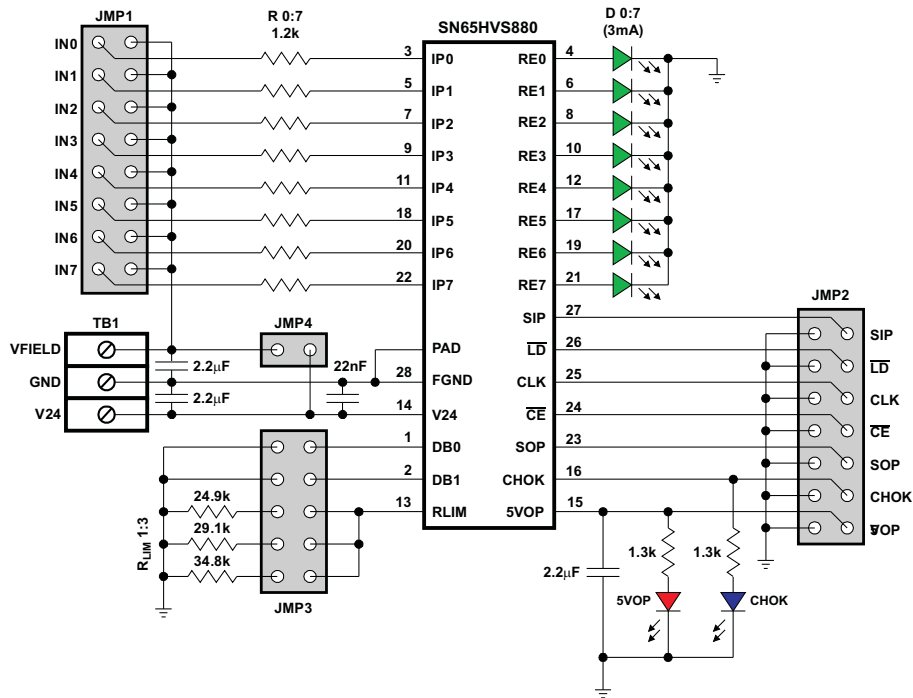 JMP1
R 0:7
1.2k
SN65HVS880
D 0:7
(3mA)
IN0
IN1
IN2
IN3
IN4
IN5
IN6
IN7
3
5
7
9
11
18
20
22
IP0
IP1
IP2
IP3
IP4
IP5
IP6
IP7
RE0
RE1
RE2
RE3
RE4
RE5
RE6
RE7
4
6
8
10
12
17
19
21
TB1
VFIELD
GND
V24
2.2μF
2.2μF
JMP4
22nF
28
14
1
2
13
PAD
FGND
V24
DB0
DB1
RLIM
SIP
LD
CLK
CE
SOP
CHOK
5VOP
27
26
25
24
23
16
15
JMP2
SIP
LD
CLK
CE
SOP
CHOK
5VOP
RLIM 1:3
24.9k
29.1k
34.8k
JMP3
2.2μF
1.3k
1.3k
5VOP
CHOK